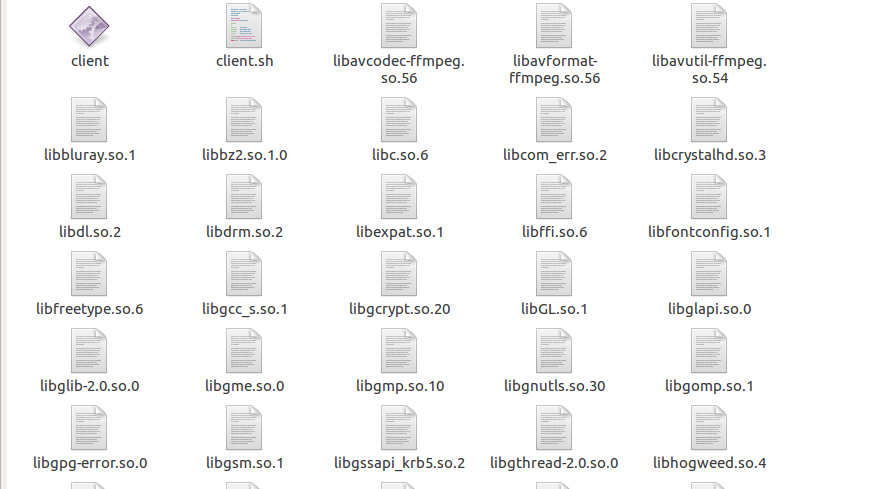 client
client.sh
libavcodec-ffmpeg.
so.56
libavformat-
ffmpeg.so.56
libavutil-ffmpeg.
so.54
libbluray.so.1
libbz2.so.1.0
libc.so.6
libcom_err.so.2
libcrystalhd.so.3
libdl.so.2
libdrm.so.2
libexpat.so.1
libffi.so.6
libfontconfig.so.1
libfreetype.so.6
libgcc_s.so.1
libgcrypt.so.20
libGL.so.1
libglapi.so.0
libglib-2.0.so.0
libgme.so.0
libgmp.so.10
libgnutls.so.30
libgomp.so.1
libgpg-error.so.0
libgsm.so.1
libgssapi_krb5.so.2
libgthread-2.0.so.0
libhogweed.so.4